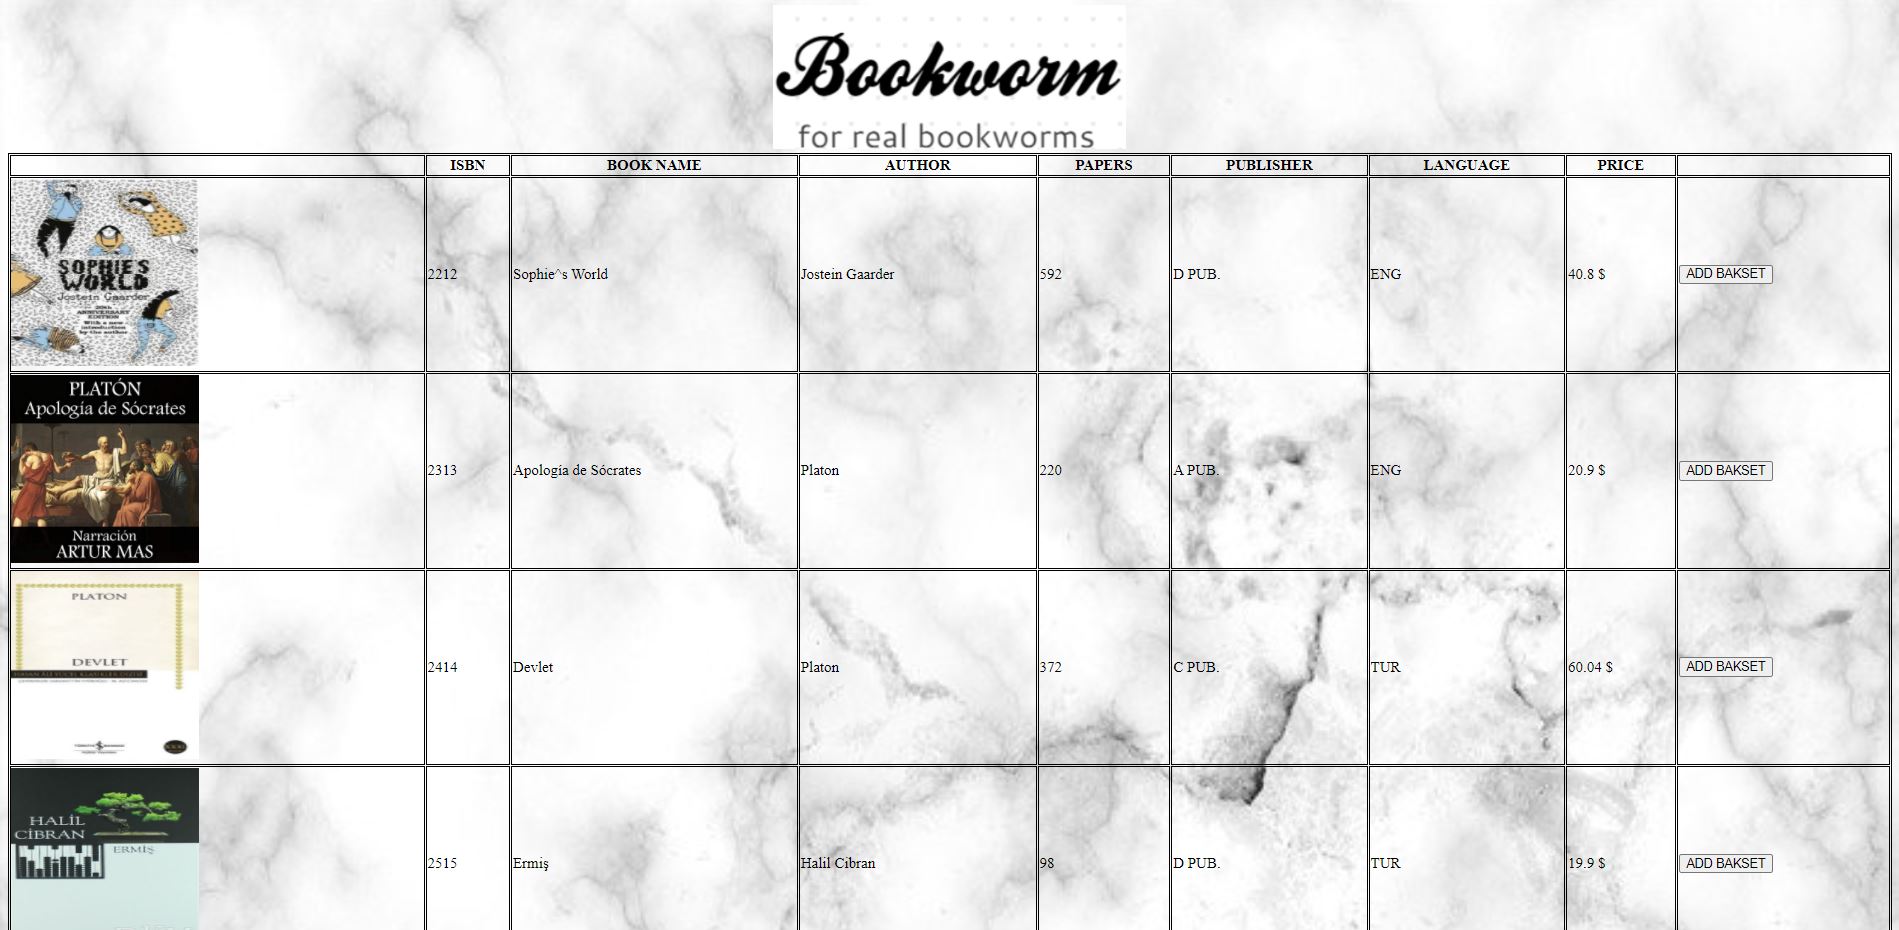 Bookworm
for real bookworms
ISBN BOOK NAME AUTHOR PAPERS PUBLISHER LANGUAGE PRICE
SOPHIE'S
WORLD
Jostein Gaarder
20th
ANNIVERSARY
EDITION
With a new
introduction
by the author
2212 Sophie^s World Jostein Gaarder 592 D PUB. ENG 40.8 $ ADD BAKSET
PLATÓN
Apología de Sócrates
Narración
ARTUR MAS
2313 Apología de Sócrates Platon 220 A PUB. ENG 20.9 $ ADD BAKSET
PLATON
DEVLET
HASAN ÂLİ YÜCEL KLASİKLER DİZİSİ
2414 Devlet Platon 372 C PUB. TUR 60.04 $ ADD BAKSET
HALİL
CİBRAN
ERMİŞ
2515 Ermiş Halil Cibran 98 D PUB. TUR 19.9 $ ADD BAKSET